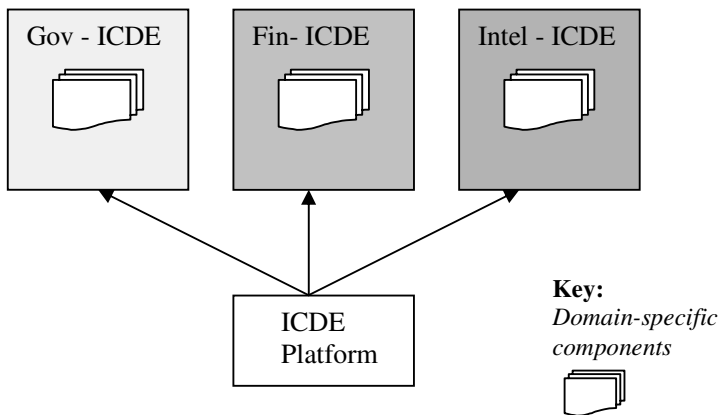 Gov - ICDE
Fin- ICDE
Intel - ICDE
ICDE
Platform
Key:
Domain-specific
components